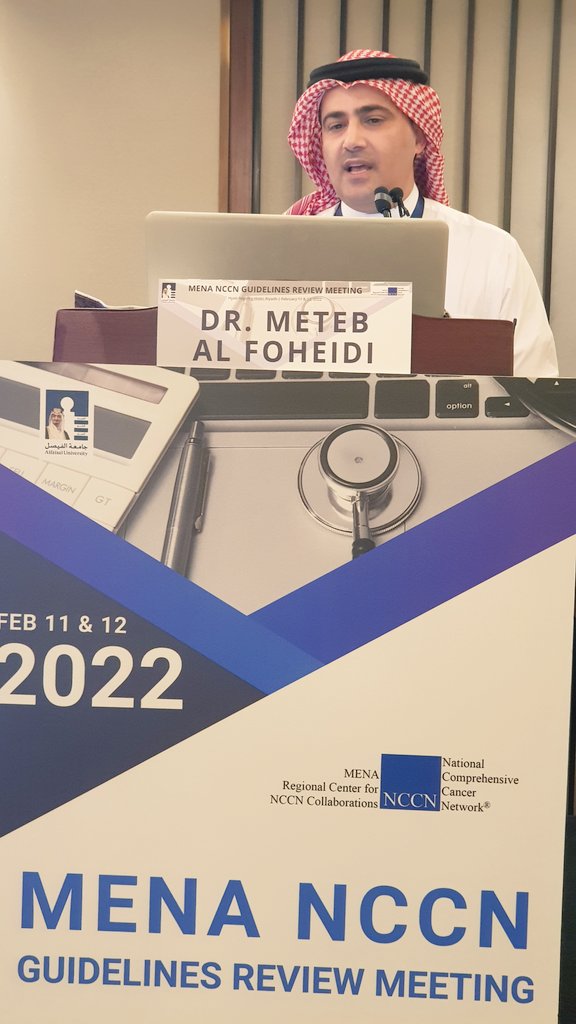 MENA NCCN GUIDELINES REVIEW MEETING
DR. METEB
AL FOHEIDI
alt
option
جامعة الفيصل
Alfaisal University
MARGIN
GT
FEB 11 & 12
2022
MENA
Regional Center for
NCCN Collaborations
NCCN
National
Comprehensive
Cancer
Network®
MENA NCCN
GUIDELINES REVIEW MEETING